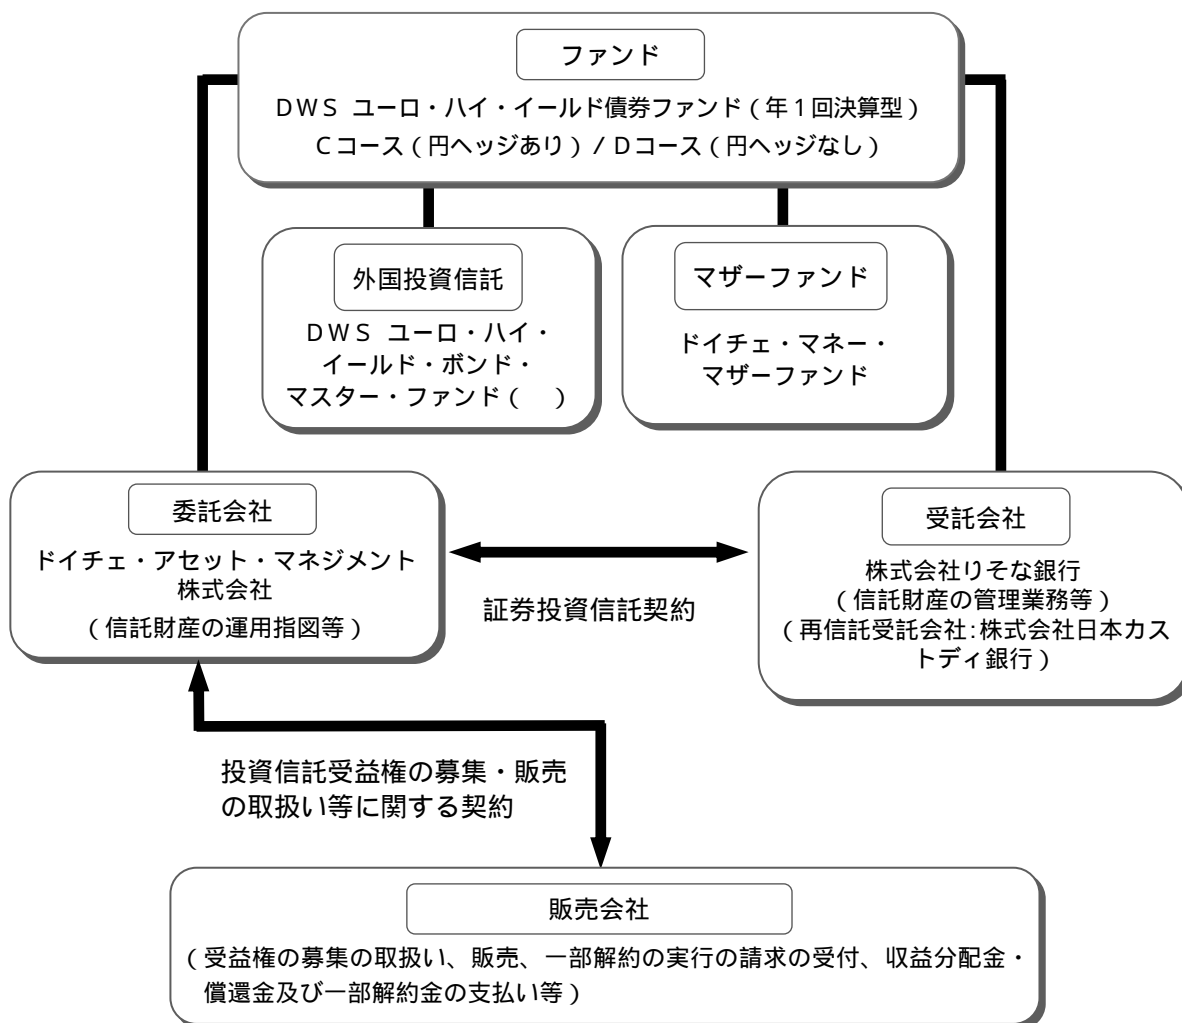 ファンド
DWS ユーロ・ハイ・イールド債券ファンド(年1回決算型)
Cコース(円ヘッジあり)/Dコース(円ヘッジなし)
外国投資信託
DWS ユーロ・ハイ・
イールド・ボンド・
マスター・ファンド( )
マザーファンド
ドイチェ・マネー・
マザーファンド
委託会社
ドイチェ・アセット・マネジメント
株式会社
(信託財産の運用指図等)
証券投資信託契約
受託会社
株式会社りそな銀行
(信託財産の管理業務等)
(再信託受託会社:株式会社日本カス
トディ銀行)
投資信託受益権の募集・販売
の取扱い等に関する契約
販売会社
(受益権の募集の取扱い、販売、一部解約の実行の請求の受付、収益分配金・
償還金及び一部解約金の支払い等)